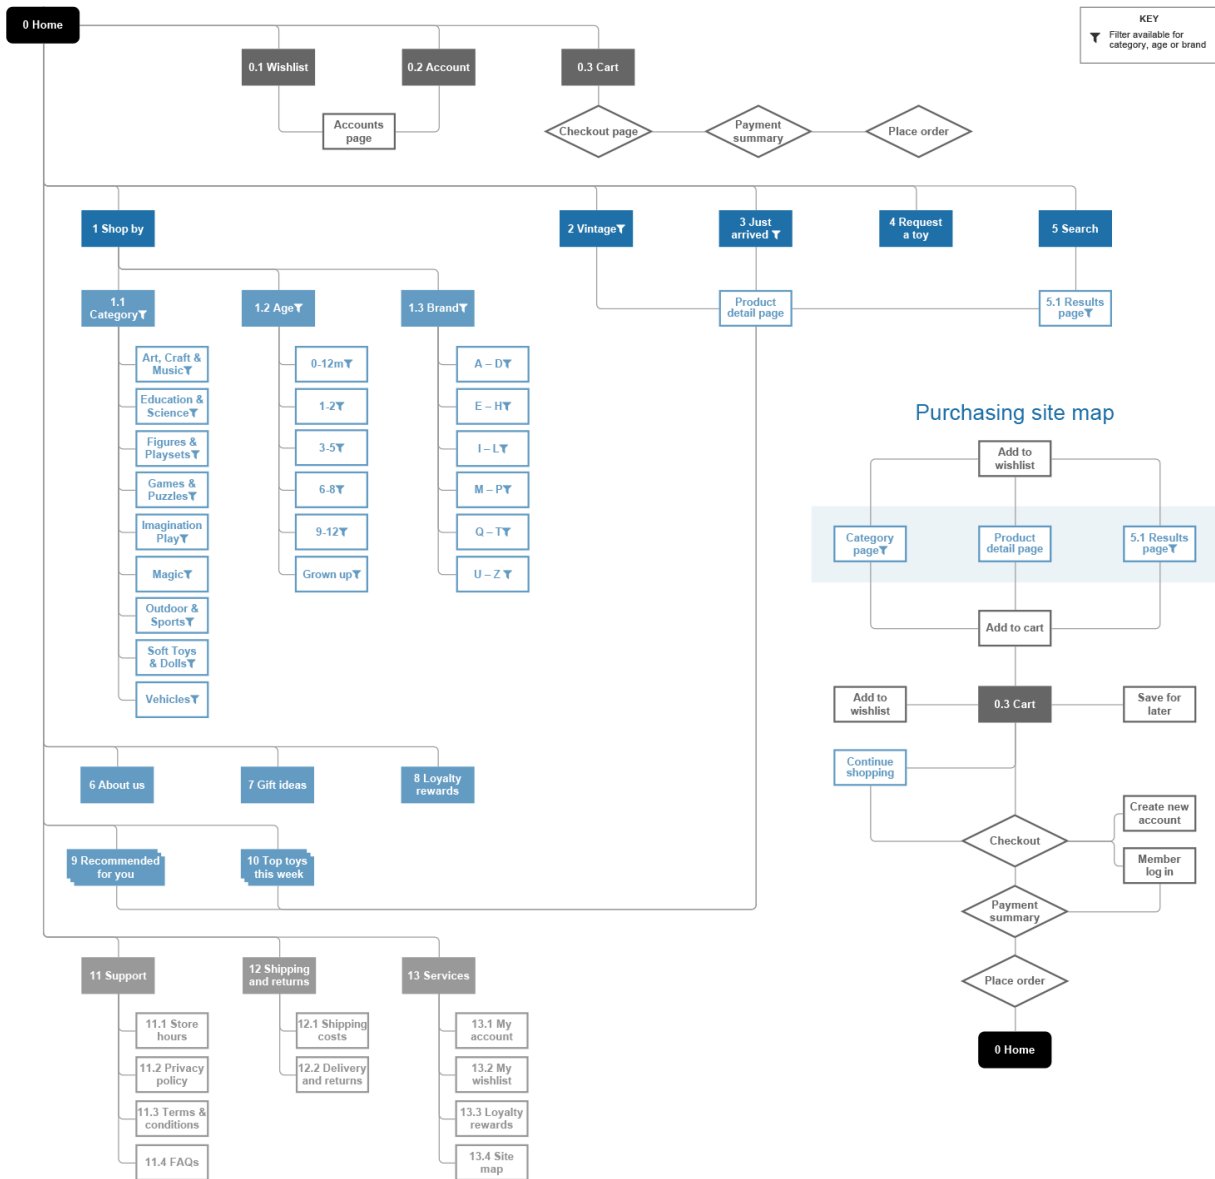 0 Home
KEY
Filter available for
category, age or brand
0.1 Wishlist
0.2 Account
0.3 Cart
Accounts
page
Checkout page
Payment
summary
Place order
1 Shop by
2 Vintage
3 Just
arrived
4 Request
a toy
5 Search
1.1
Category
1.2 Age
1.3 Brand
Product
detail page
5.1 Results
page
Art, Craft &
Music
Education &
Science
Figures &
Playsets
Games &
Puzzles
Imagination
Play
Magic
Outdoor &
Sports
Soft Toys
& Dolls
Vehicles
0-12m
1-2
3-5
6-8
9-12
Grown up
A – D
E – H
I – L
M – P
Q – T
U – Z
6 About us
7 Gift ideas
8 Loyalty
rewards
9 Recommended
for you
10 Top toys
this week
11 Support
12 Shipping
and returns
13 Services
11.1 Store
hours
11.2 Privacy
policy
11.3 Terms &
conditions
11.4 FAQs
12.1 Shipping
costs
12.2 Delivery
and returns
13.1 My
account
13.2 My
wishlist
13.3 Loyalty
rewards
13.4 Site
map
Purchasing site map
Add to
wishlist
Category
page
Product
detail page
5.1 Results
page
Add to cart
Add to
wishlist
0.3 Cart
Save for
later
Continue
shopping
Checkout
Create new
account
Member
log in
Payment
summary
Place order
0 Home